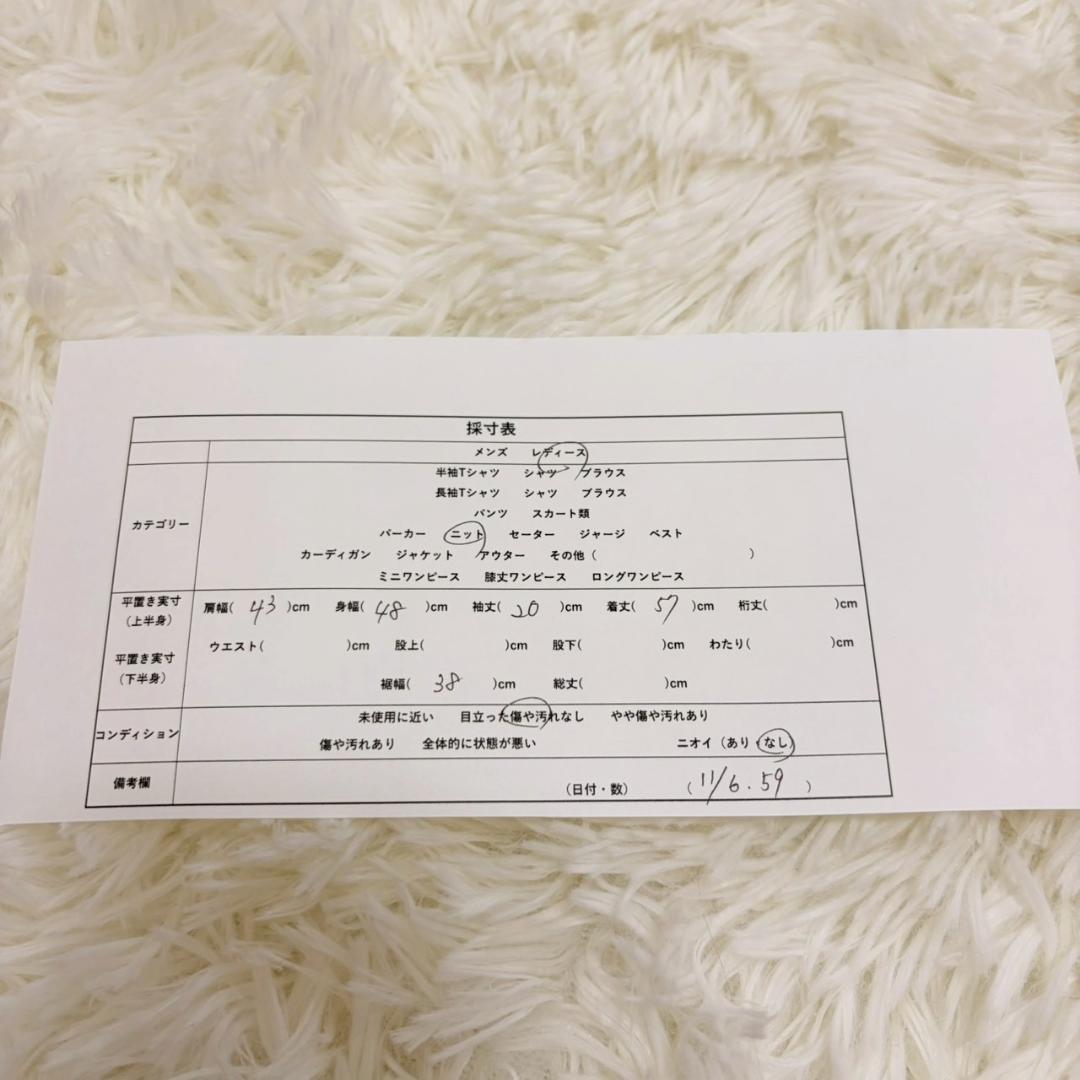 採寸表
メンズ レディース
カテゴリー
半袖Tシャツ シャツ ブラウス
長袖Tシャツ シャツ ブラウス
パンツ スカート類
パーカー ニット セーター ジャージ ベスト
カーディガン ジャケット アウター その他（ ）
ミニワンピース 膝丈ワンピース ロングワンピース
平置き実寸
（上半身）
肩幅( 43 )cm 身幅( 48 )cm 袖丈( 20 )cm 着丈( 57 )cm 裄丈( )cm
平置き実寸
（下半身）
ウエスト( )cm 股上( )cm 股下( )cm わたり( )cm
裾幅( 38 )cm 総丈( )cm
コンディション
未使用に近い 目立った傷や汚れなし やや傷や汚れあり
傷や汚れあり 全体的に状態が悪い ニオイ（あり・なし）
備考欄
（日付・数） （11/6.59）